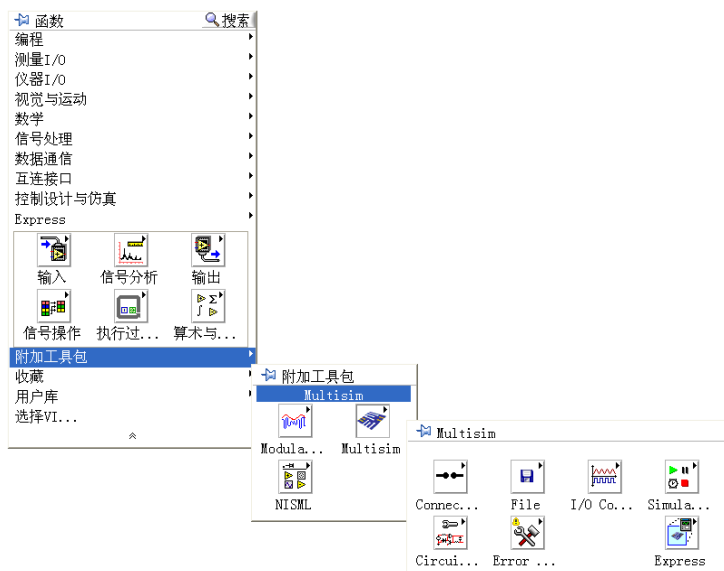 函数 搜索
编程
测量I/O
仪器I/O
视觉与运动
数学
信号处理
数据通信
互连接口
控制设计与仿真
Express
输入 信号分析 输出
信号操作 执行过... 算术与...
附加工具包
收藏
用户库
选择VI...
附加工具包
Multisim
Modula... Multisim
NISML
Multisim
Connec... File I/O Co... Simula...
Circui... Error ... Express